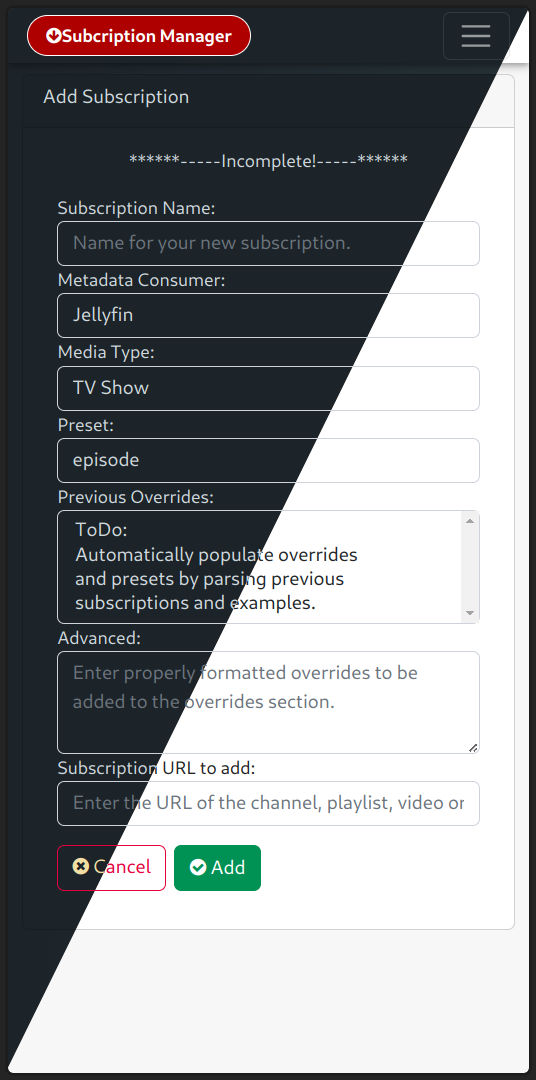 Subcription Manager
Add Subscription
******-----Incomplete!-----******
Subscription Name:
Name for your new subscription.
Metadata Consumer:
Jellyfin
Media Type:
TV Show
Preset:
episode
Previous Overrides:
ToDo:
Automatically populate overrides
and presets by parsing previous
subscriptions and examples.
Advanced:
Enter properly formatted overrides to be
added to the overrides section.
Subscription URL to add:
Enter the URL of the channel, playlist, video or
Cancel
Add